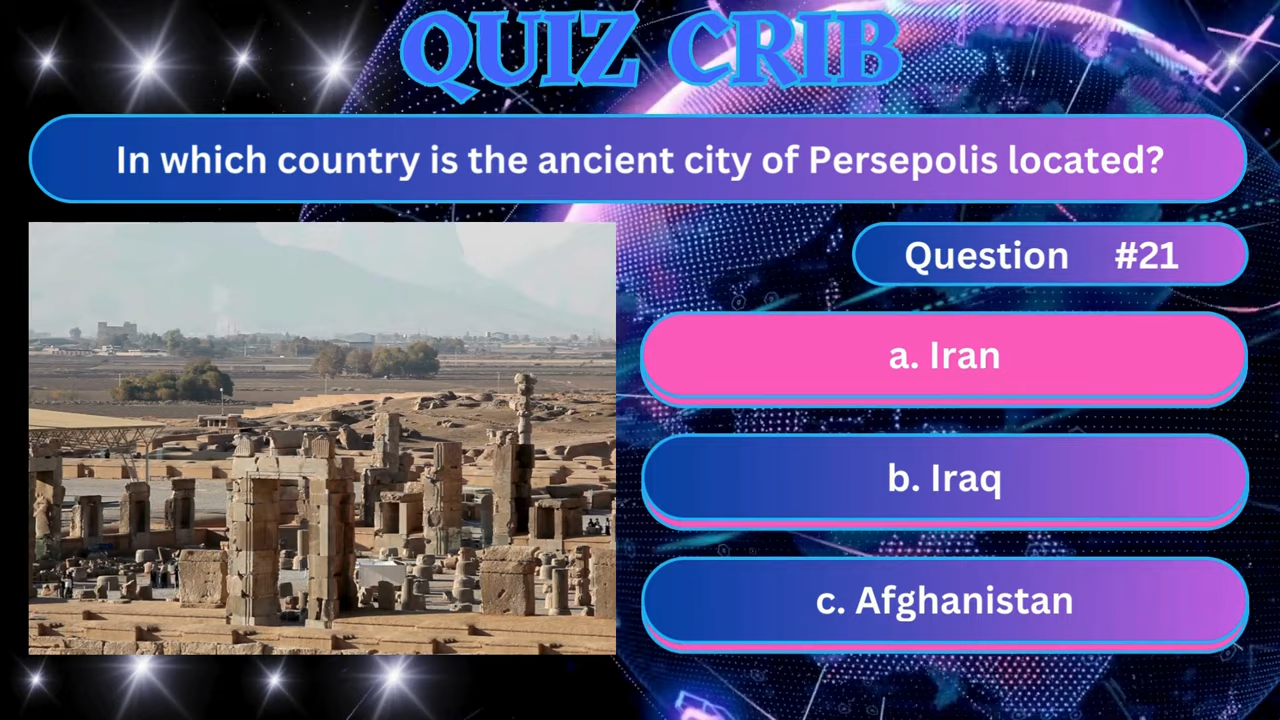 QUIZ CRIB
In which country is the ancient city of Persepolis located?
Question #21
a. Iran
b. Iraq
c. Afghanistan